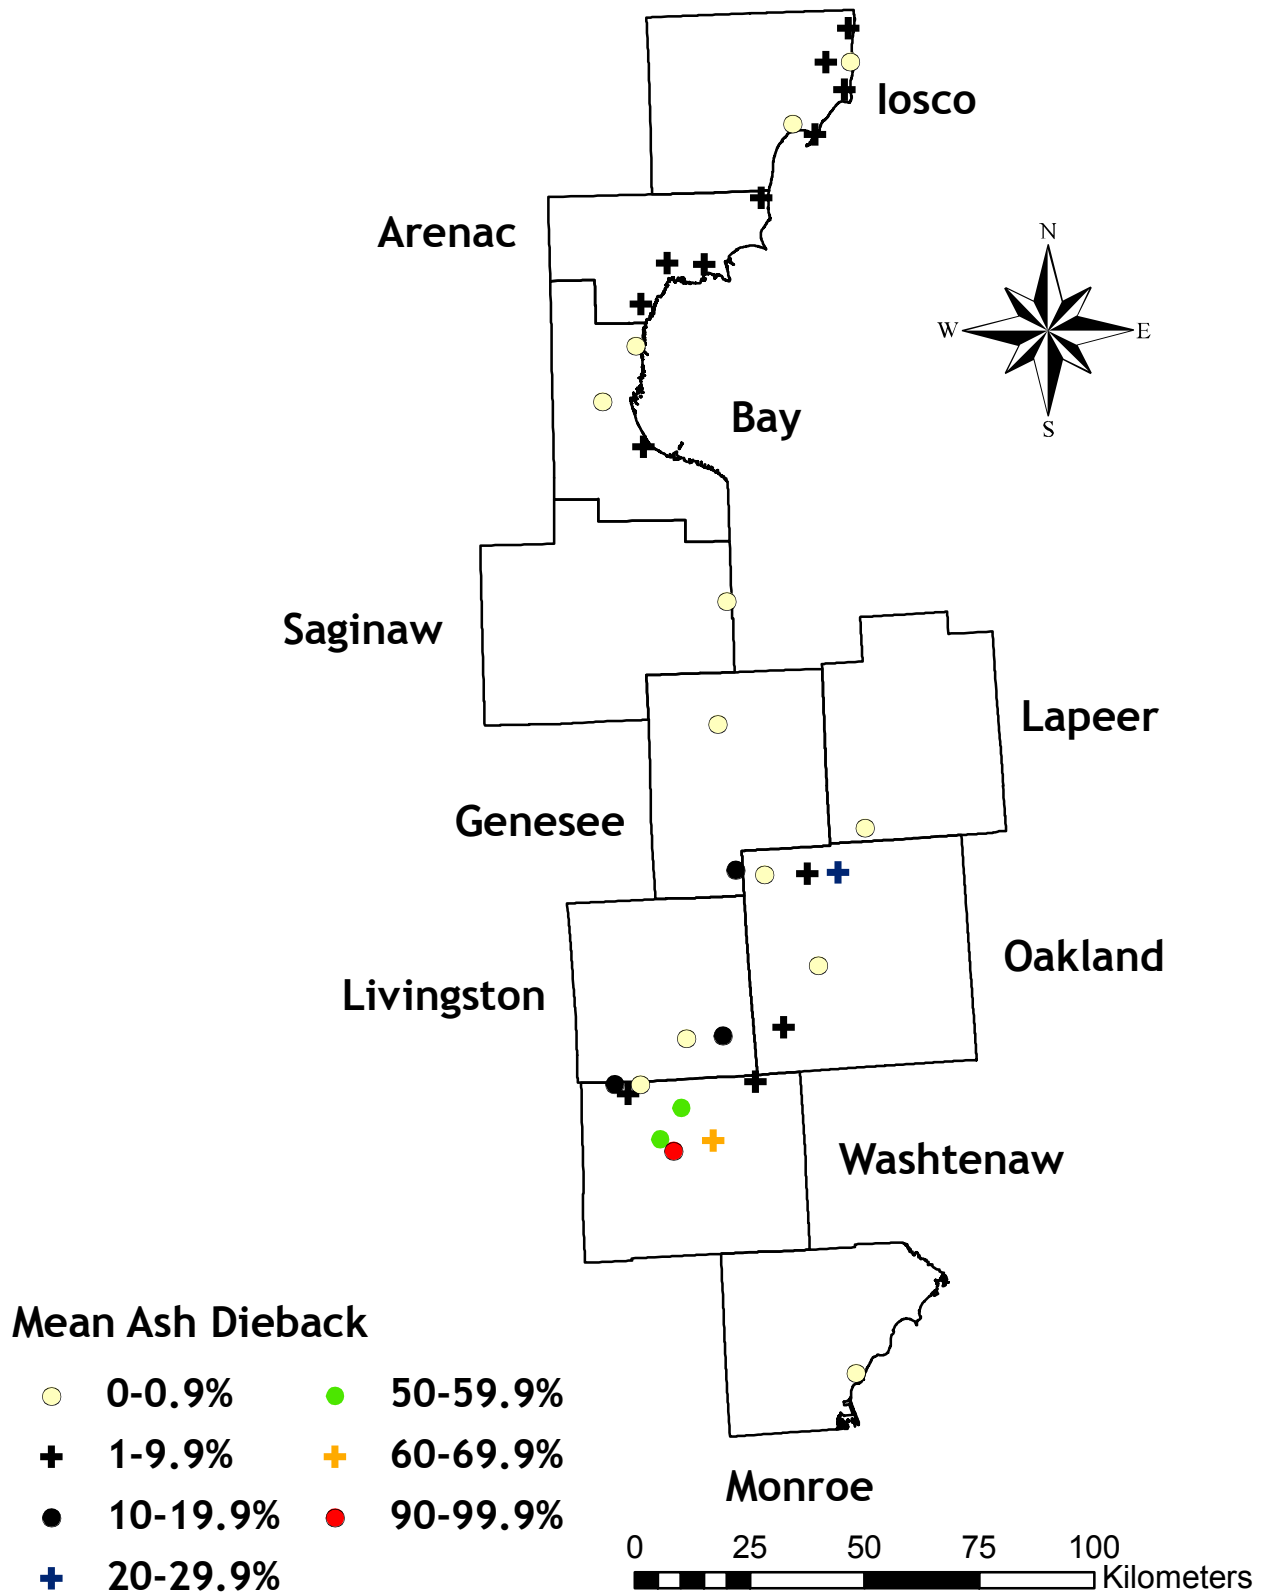 Iosco
Arenac
N
W
E
S
Bay
Saginaw
Lapeer
Genesee
Oakland
Livingston
Washtenaw
Monroe
Mean Ash Dieback
0-0.9%
1-9.9%
10-19.9%
20-29.9%
50-59.9%
60-69.9%
90-99.9%
0 25 50 75 100
Kilometers